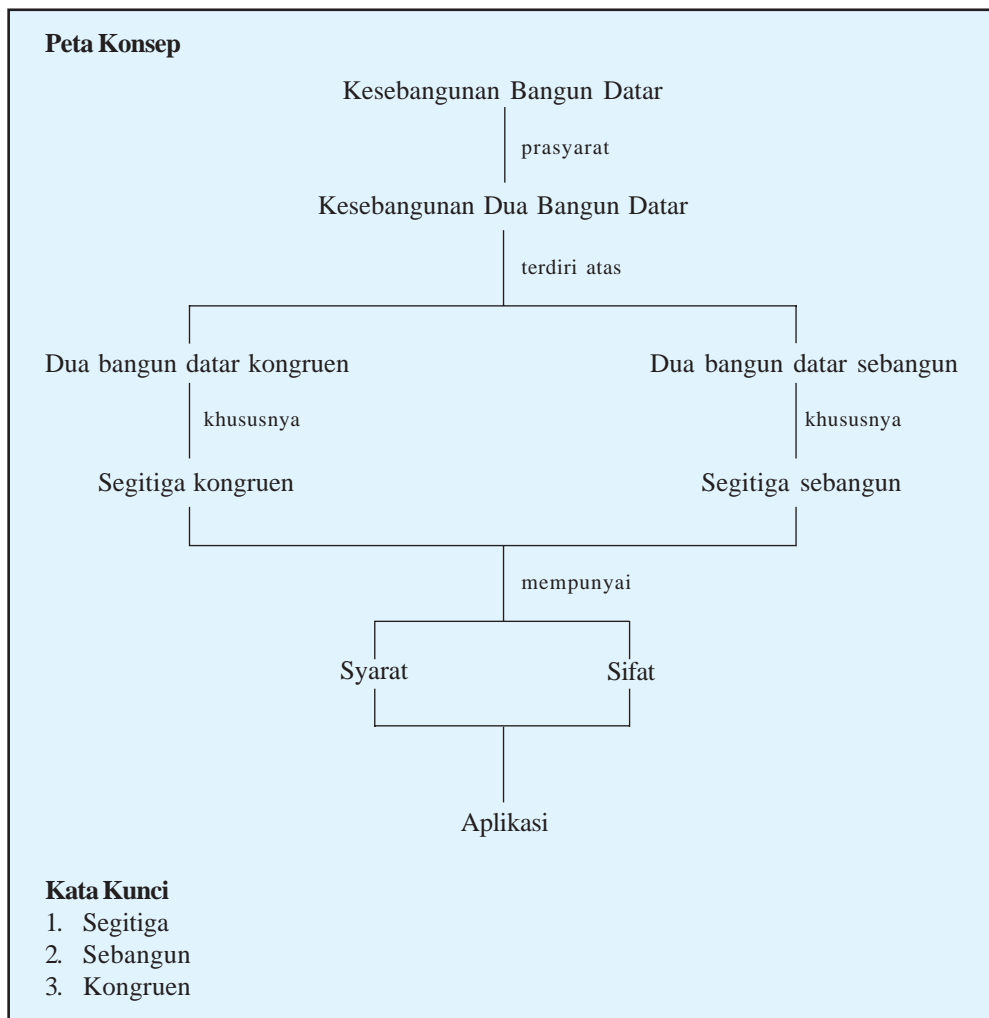 Peta Konsep
Kesebangunan Bangun Datar
prasyarat
Kesebangunan Dua Bangun Datar
terdiri atas
Dua bangun datar kongruen
Dua bangun datar sebangun
khususnya
khususnya
Segitiga kongruen
Segitiga sebangun
mempunyai
Syarat
Sifat
Aplikasi
Kata Kunci
1. Segitiga
2. Sebangun
3. Kongruen